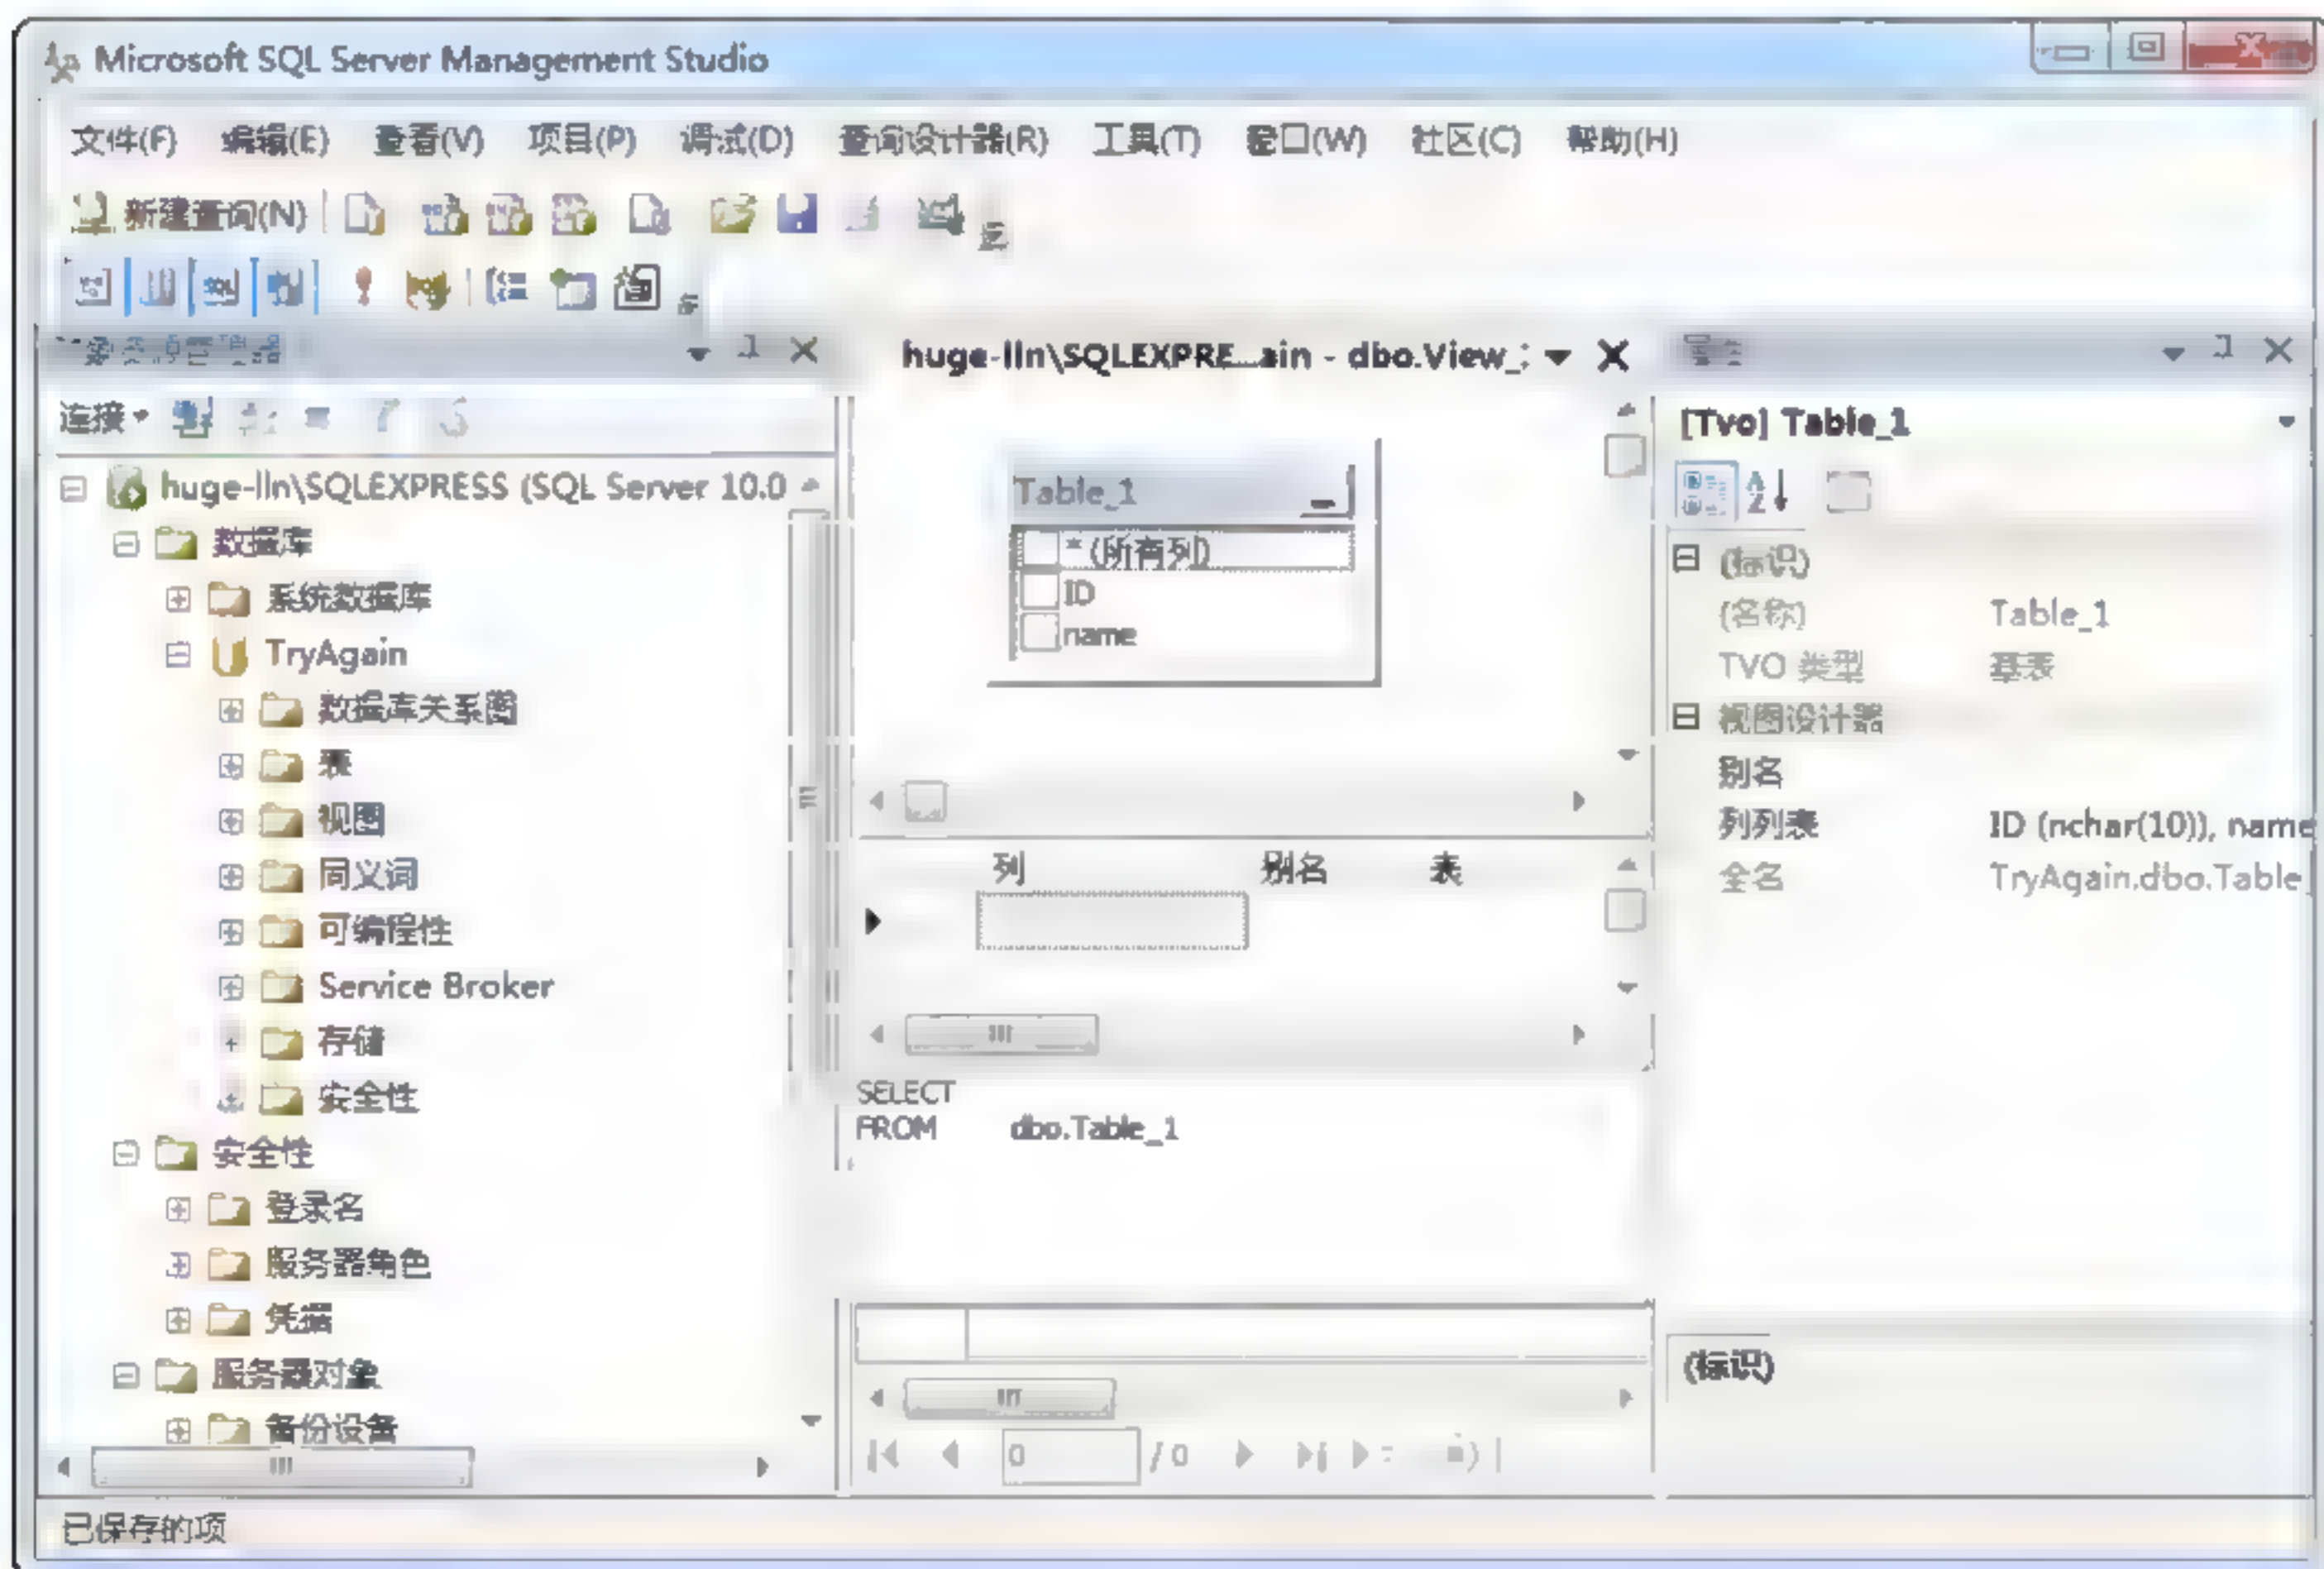 Microsoft SQL Server Management Studio
文件(F) 编辑(E) 查看(V) 项目(P) 调试(D) 查询设计器(R) 工具(T) 窗口(W) 社区(C) 帮助(H)
新建查询(N)
连接
huge-lln\SQLEXPRESS (SQL Server 10.0
数据库
系统数据库
TryAgain
数据库关系图
表
视图
同义词
可编程性
Service Broker
存储
安全性
安全性
登录名
服务器角色
凭据
服务器对象
备份设备
huge-lln\SQLEXPRE...ain - dbo.View_
Table_1
* (所有列)
ID
name
列 别名 表
SELECT
FROM dbo.Table_1
0 / 0
[Tvo] Table_1
(标识)
(名称) Table_1
TVO 类型 基表
视图设计器
别名
列列表 ID (nchar(10)), name
全名 TryAgain.dbo.Table_
(标识)
已保存的项